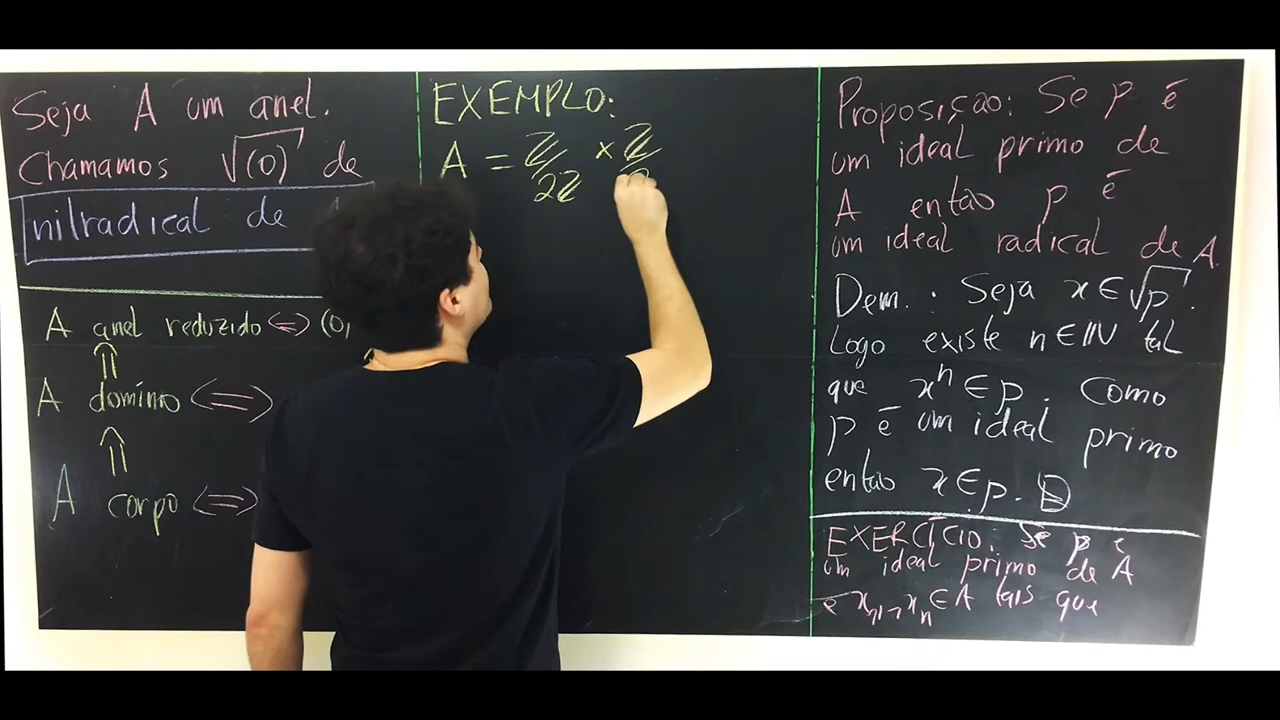 Seja A um anel.
Chamamos √(0) de
nilradical de
A anel reduzido ⇔ (0)
⇑
A domínio ⇔
⇑
A corpo ⇔
EXEMPLO:
A = Z/2Z × Z/
Proposição: Se p é
um ideal primo de
A então p é
um ideal radical de A.
Dem.: Seja x ∈ √p.
Logo existe n ∈ IN tal
que xⁿ ∈ p. Como
p é um ideal primo
então x ∈ p.
EXERCÍCIO: Se p é
um ideal primo de A
e x₁,...,xₙ ∈ A tais que